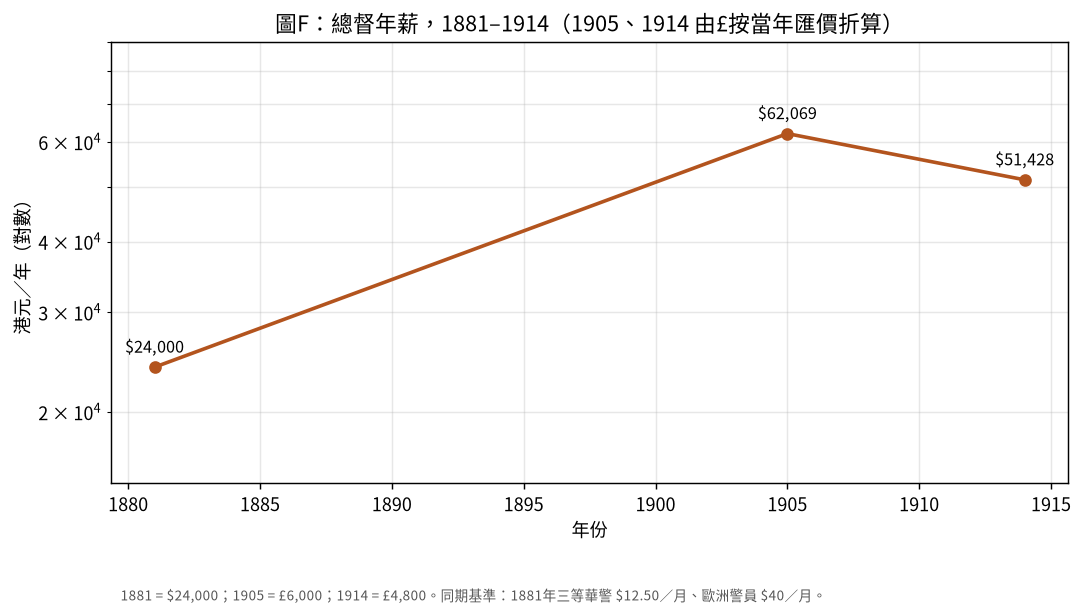 圖F：總督年薪，1881–1914（1905、1914 由£按當年匯價折算）
港元／年（對數）
6 × 10⁴
4 × 10⁴
3 × 10⁴
2 × 10⁴
$24,000
$62,069
$51,428
1880 1885 1890 1895 1900 1905 1910 1915
年份
1881 = $24,000；1905 = £6,000；1914 = £4,800。同期基準：1881年三等華警 $12.50／月、歐洲警員 $40／月。